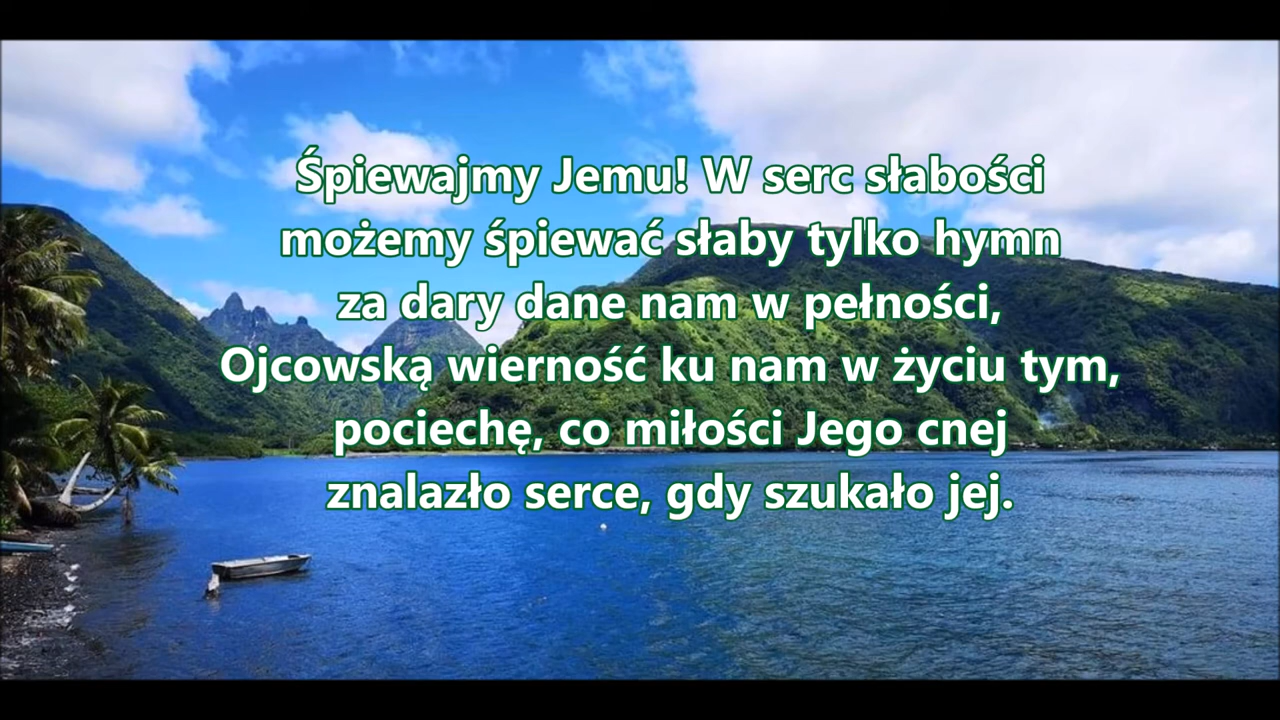 Śpiewajmy Jemu! W serc słabości
możemy śpiewać słaby tylko hymn
za dary dane nam w pełności,
Ojcowską wierność ku nam w życiu tym,
pociechę, co miłości Jego cnej
znalazło serce, gdy szukało jej.